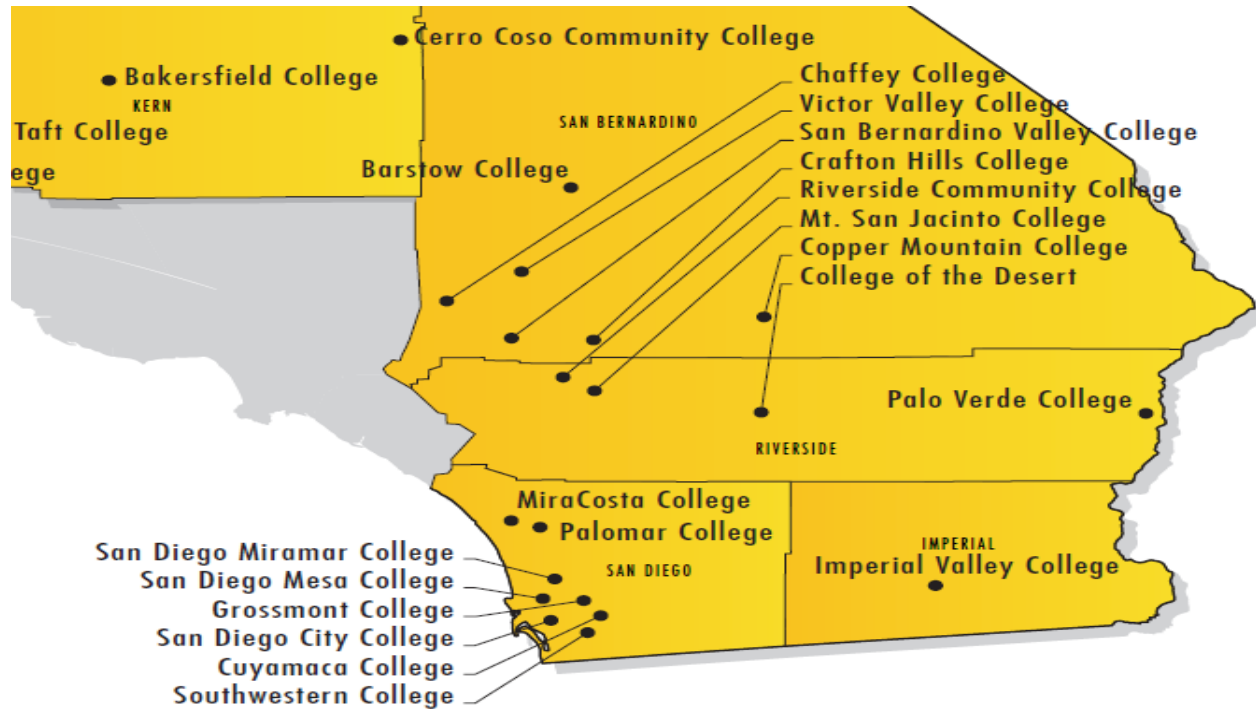 Cerro Coso Community College
Bakersfield College
KERN
Taft College
ege
SAN BERNARDINO
Barstow College
Chaffey College
Victor Valley College
San Bernardino Valley College
Crafton Hills College
Riverside Community College
Mt. San Jacinto College
Copper Mountain College
College of the Desert
Palo Verde College
RIVERSIDE
MiraCosta College
Palomar College
SAN DIEGO
IMPERIAL
Imperial Valley College
San Diego Miramar College
San Diego Mesa College
Grossmont College
San Diego City College
Cuyamaca College
Southwestern College